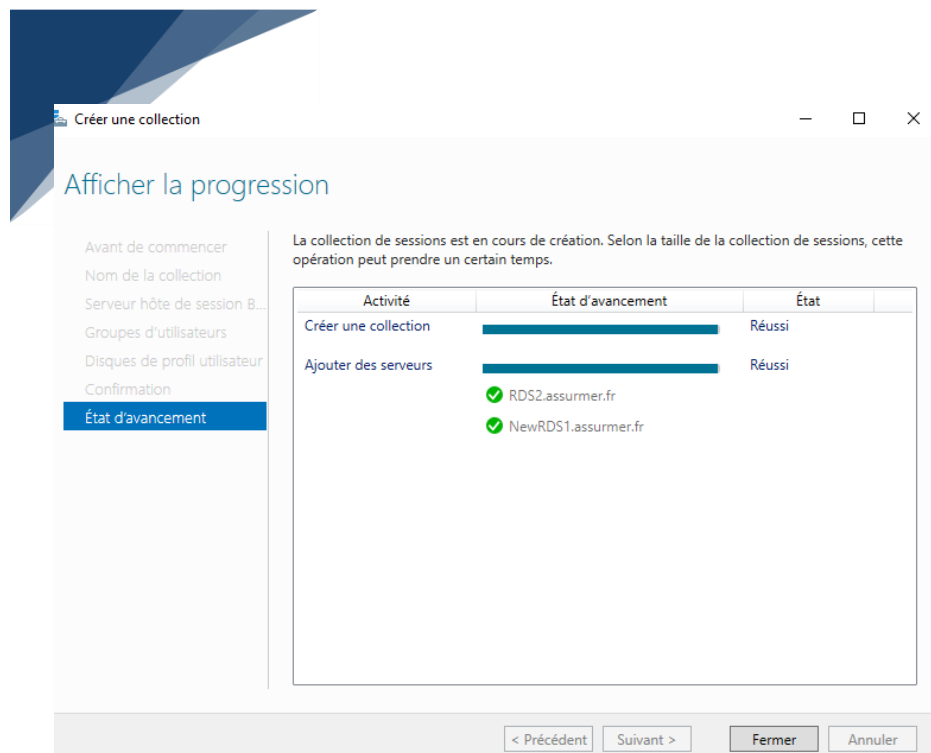 Créer une collection
Afficher la progression
Avant de commencer
Nom de la collection
Serveur hôte de session B...
Groupes d'utilisateurs
Disques de profil utilisateur
Confirmation
État d'avancement
La collection de sessions est en cours de création. Selon la taille de la collection de sessions, cette
opération peut prendre un certain temps.
Activité État d'avancement État
Créer une collection Réussi
Ajouter des serveurs Réussi
RDS2.assurmer.fr
NewRDS1.assurmer.fr
< Précédent Suivant > Fermer Annuler